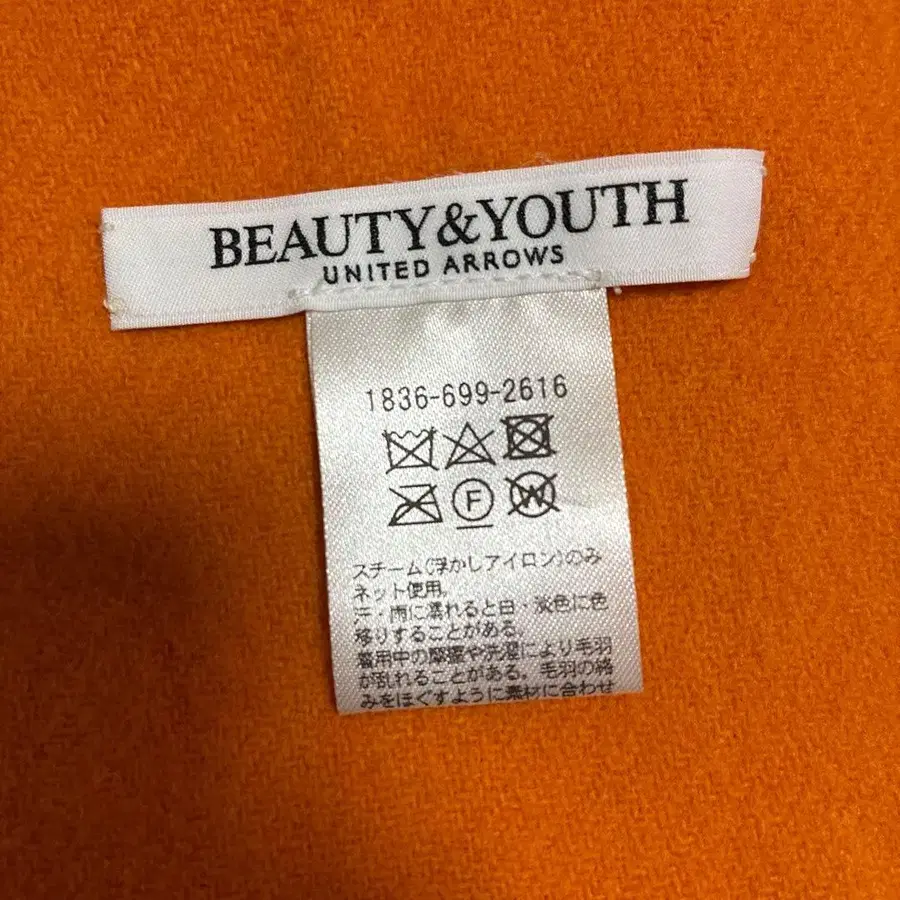 BEAUTY&YOUTH
UNITED ARROWS
1836-699-2616
F
W
スチーム(浮かしアイロン)のみ
ネット使用。
汗・雨に濡れると白・淡色に色
移りすることがある。
着用中の摩擦や洗濯により毛羽
が乱れることがある。毛羽の絡
みをほぐすように素材に合わせ